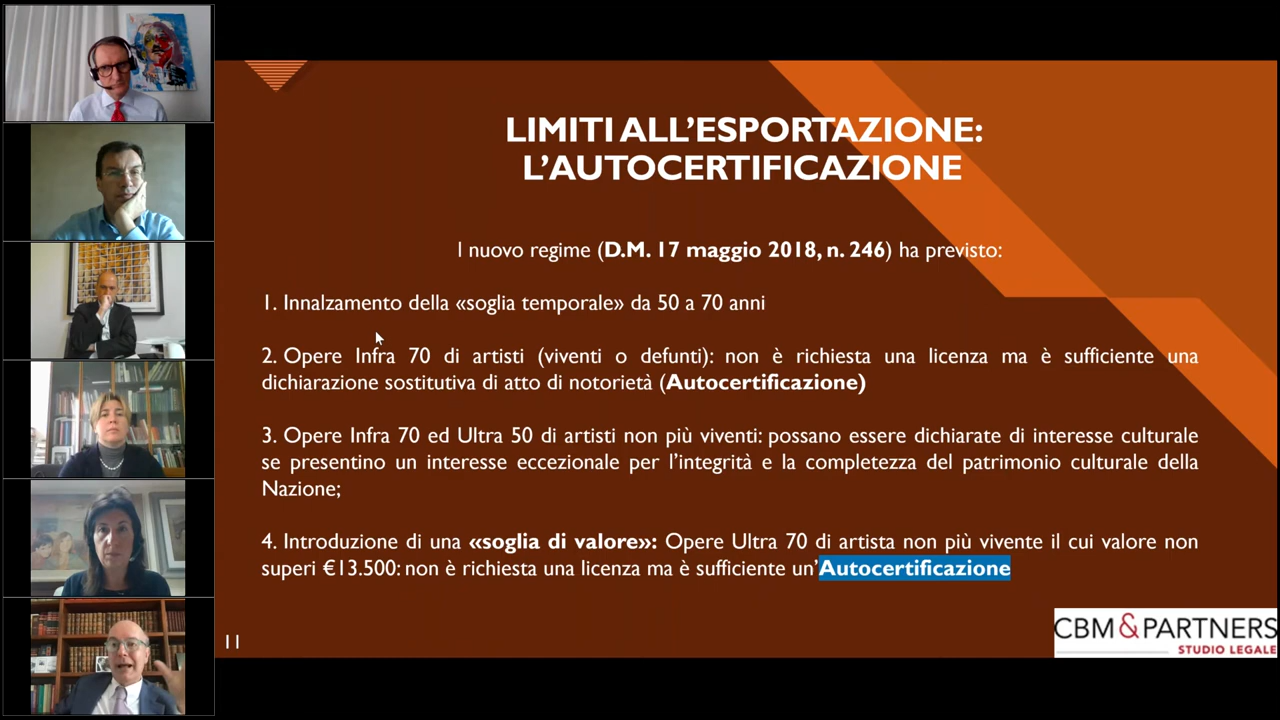 LIMITI ALL’ESPORTAZIONE:
L’AUTOCERTIFICAZIONE
I nuovo regime (D.M. 17 maggio 2018, n. 246) ha previsto:
1. Innalzamento della «soglia temporale» da 50 a 70 anni
2. Opere Infra 70 di artisti (viventi o defunti): non è richiesta una licenza ma è sufficiente una
dichiarazione sostitutiva di atto di notorietà (Autocertificazione)
3. Opere Infra 70 ed Ultra 50 di artisti non più viventi: possano essere dichiarate di interesse culturale
se presentino un interesse eccezionale per l’integrità e la completezza del patrimonio culturale della
Nazione;
4. Introduzione di una «soglia di valore»: Opere Ultra 70 di artista non più vivente il cui valore non
superi €13.500: non è richiesta una licenza ma è sufficiente un’Autocertificazione
11
CBM&PARTNERS
STUDIO LEGALE